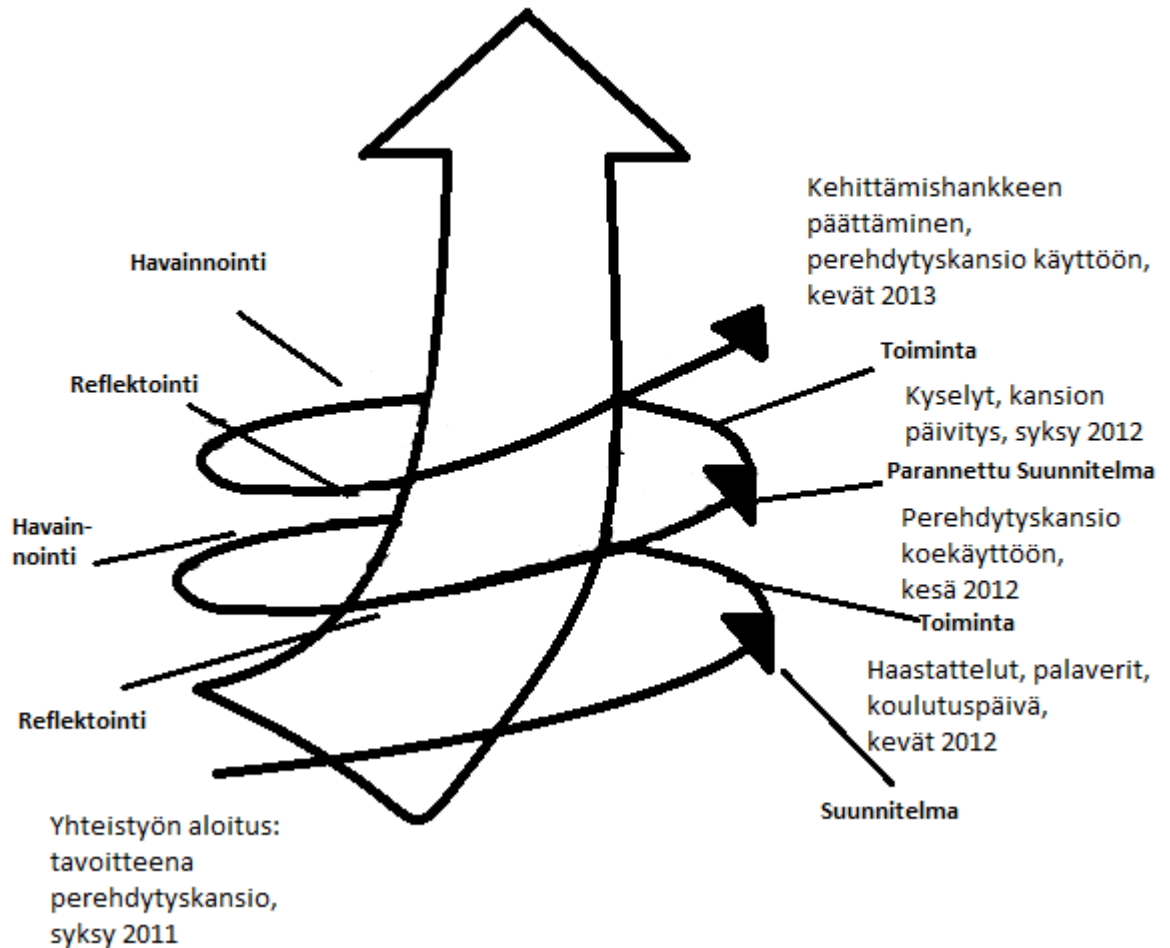 Kehittämishankkeen
päättäminen,
perehdytyskansio käyttöön,
kevät 2013
Havainnointi
Toiminta
Reflektointi
Kyselyt, kansion
päivitys, syksy 2012
Parannettu Suunnitelma
Havain-
nointi
Perehdytyskansio
koekäyttöön,
kesä 2012
Toiminta
Haastattelut, palaverit,
koulutuspäivä,
kevät 2012
Reflektointi
Suunnitelma
Yhteistyön aloitus:
tavoitteena
perehdytyskansio,
syksy 2011